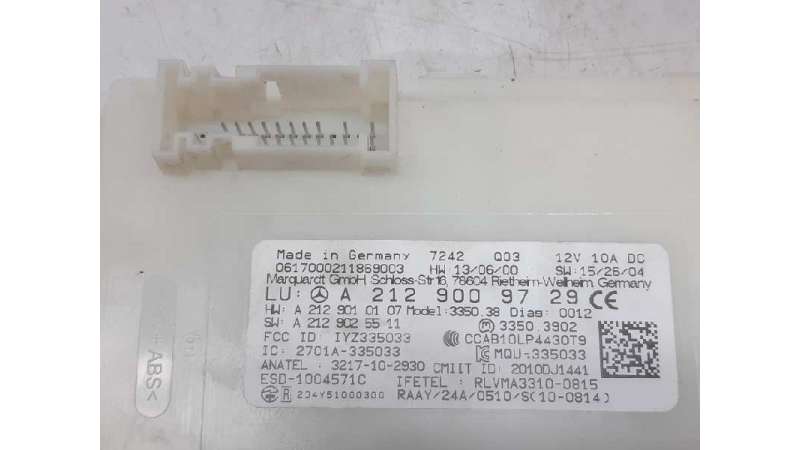 Made in Germany 7242 Q03 12V 10A DC
0617000211869003 HW 13/06/00 SW: 15/26/04
Marquardt GmbH, Schloss-Str.16, 78604 Rietheim-Weilheim, Germany
LU: A 212 900 97 29 CE
HW: A 212 901 01 07 Model: 3350.38 Diag: 0012
SW: A 212 902 55 11 M 3350.3902
FCC ID: IYZ335033 CCAB10LP4430T9
IC: 2701A-335033 MQU-335033
ANATEL: 3217-10-2930 CMIIT ID: 2010DJ1441
ESD-1004571C IFETEL: RLVMA3310-0815
R 204Y51000300 RAAY/24A/0510/S(10-0814)
>ABS<